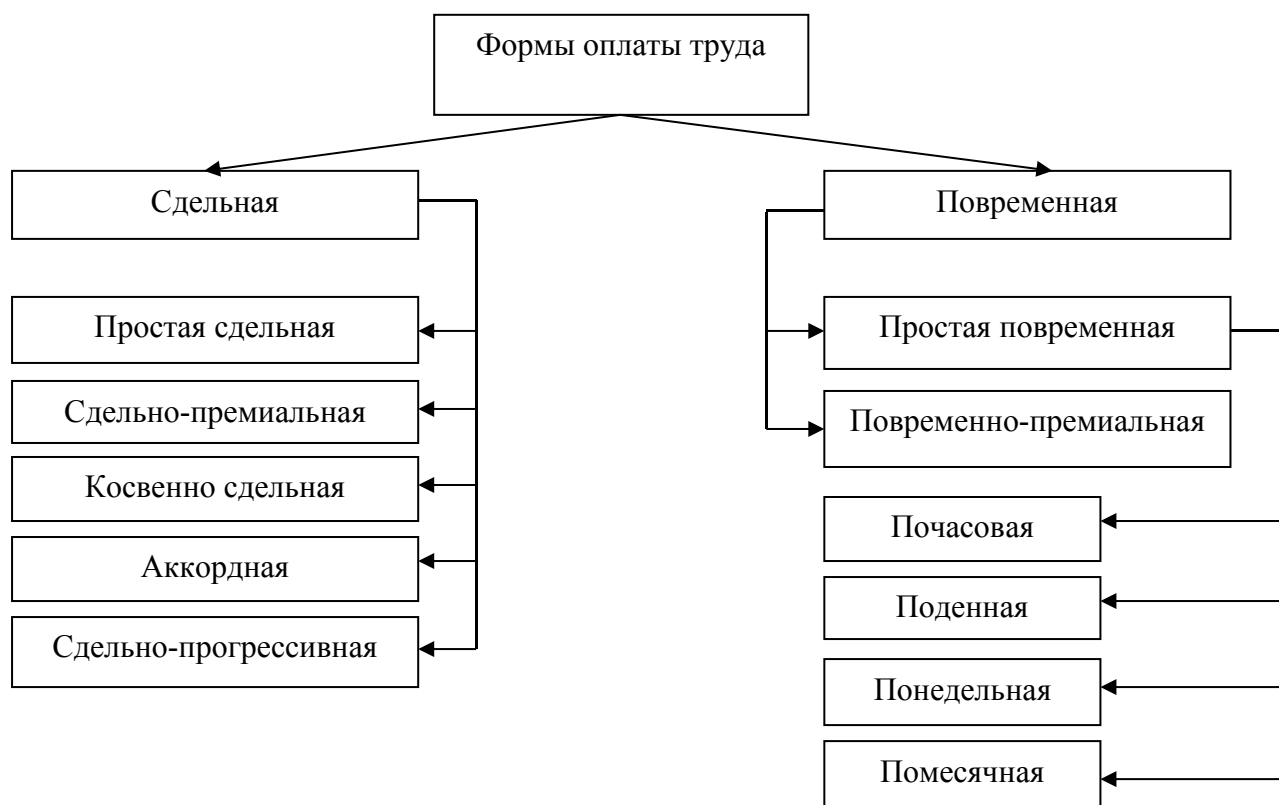 Формы оплаты труда
Сдельная
Повременная
Простая сдельная
Простая повременная
Сдельно-премиальная
Повременно-премиальная
Косвенно сдельная
Почасовая
Аккордная
Поденная
Сдельно-прогрессивная
Понедельная
Помесячная